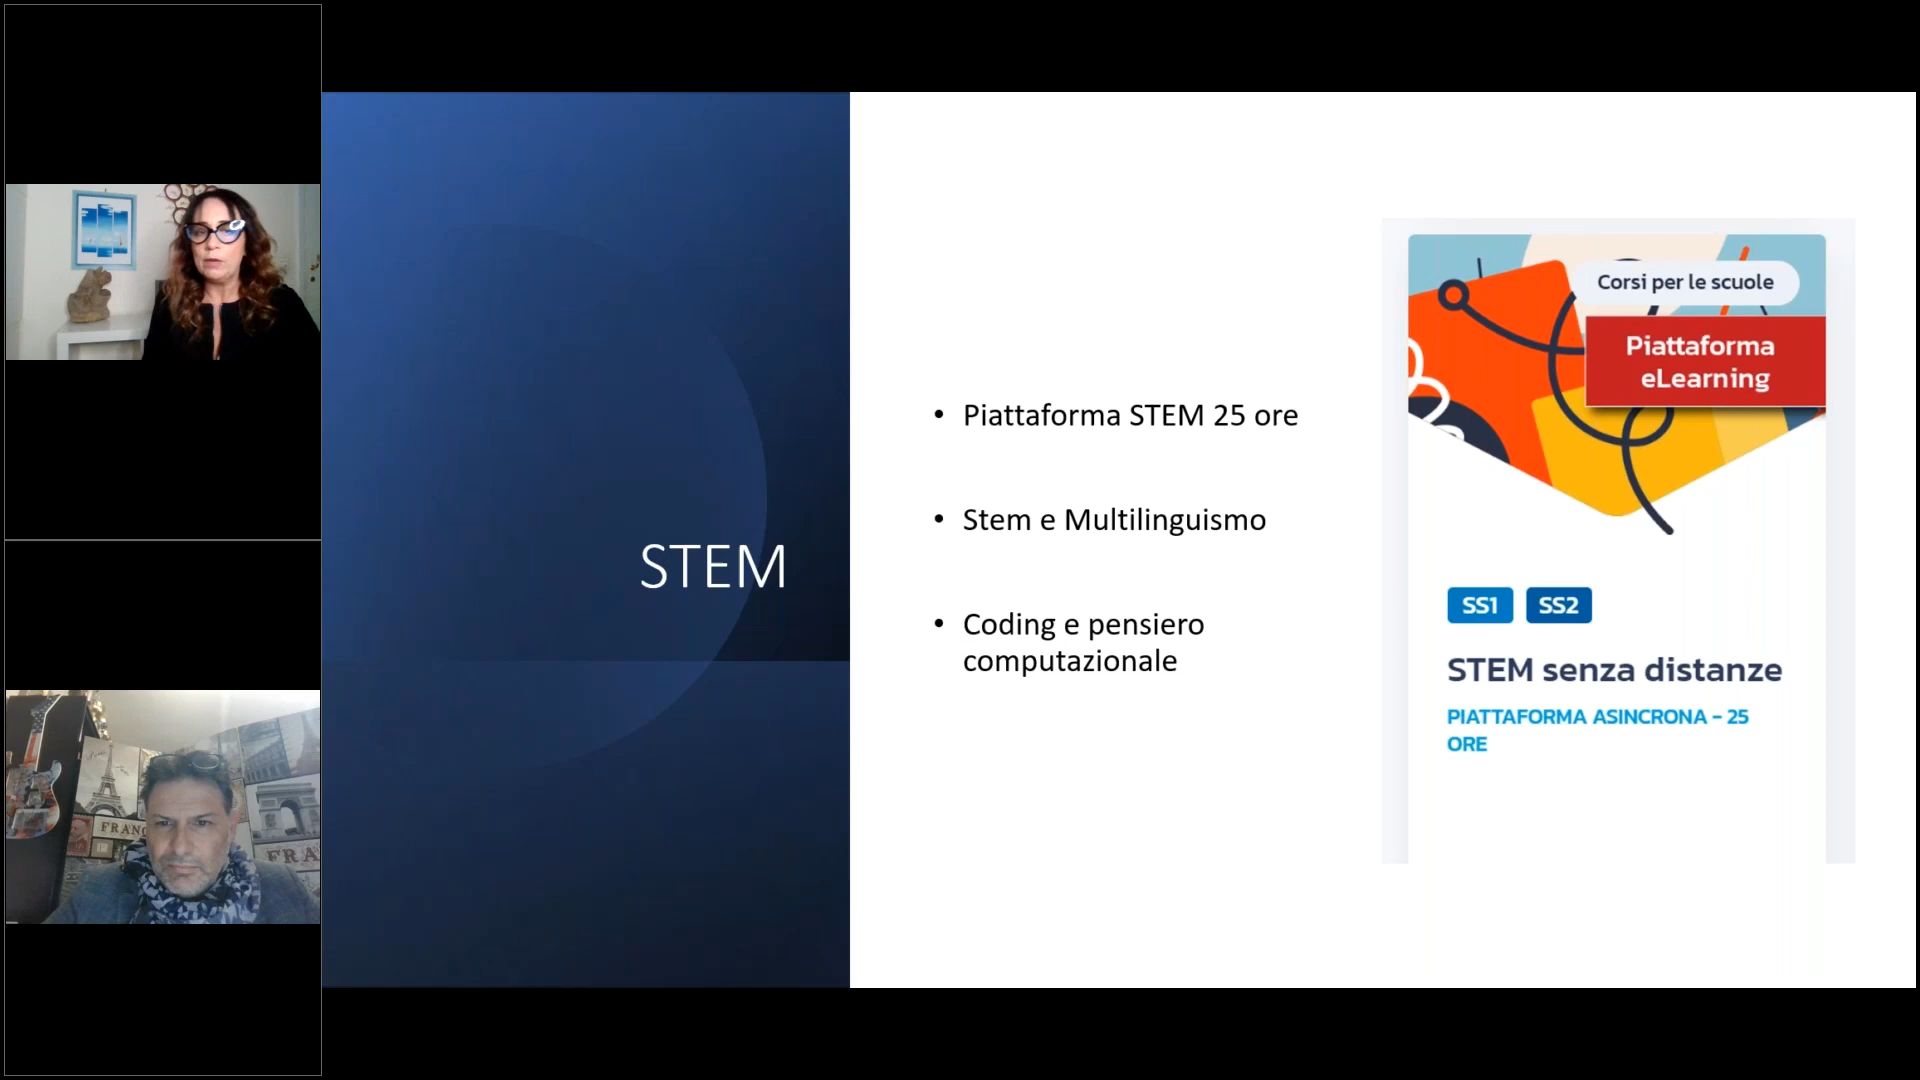 STEM
• Piattaforma STEM 25 ore
• Stem e Multilinguismo
• Coding e pensiero
computazionale
Corsi per le scuole
Piattaforma
eLearning
SS1 SS2
STEM senza distanze
PIATTAFORMA ASINCRONA - 25
ORE